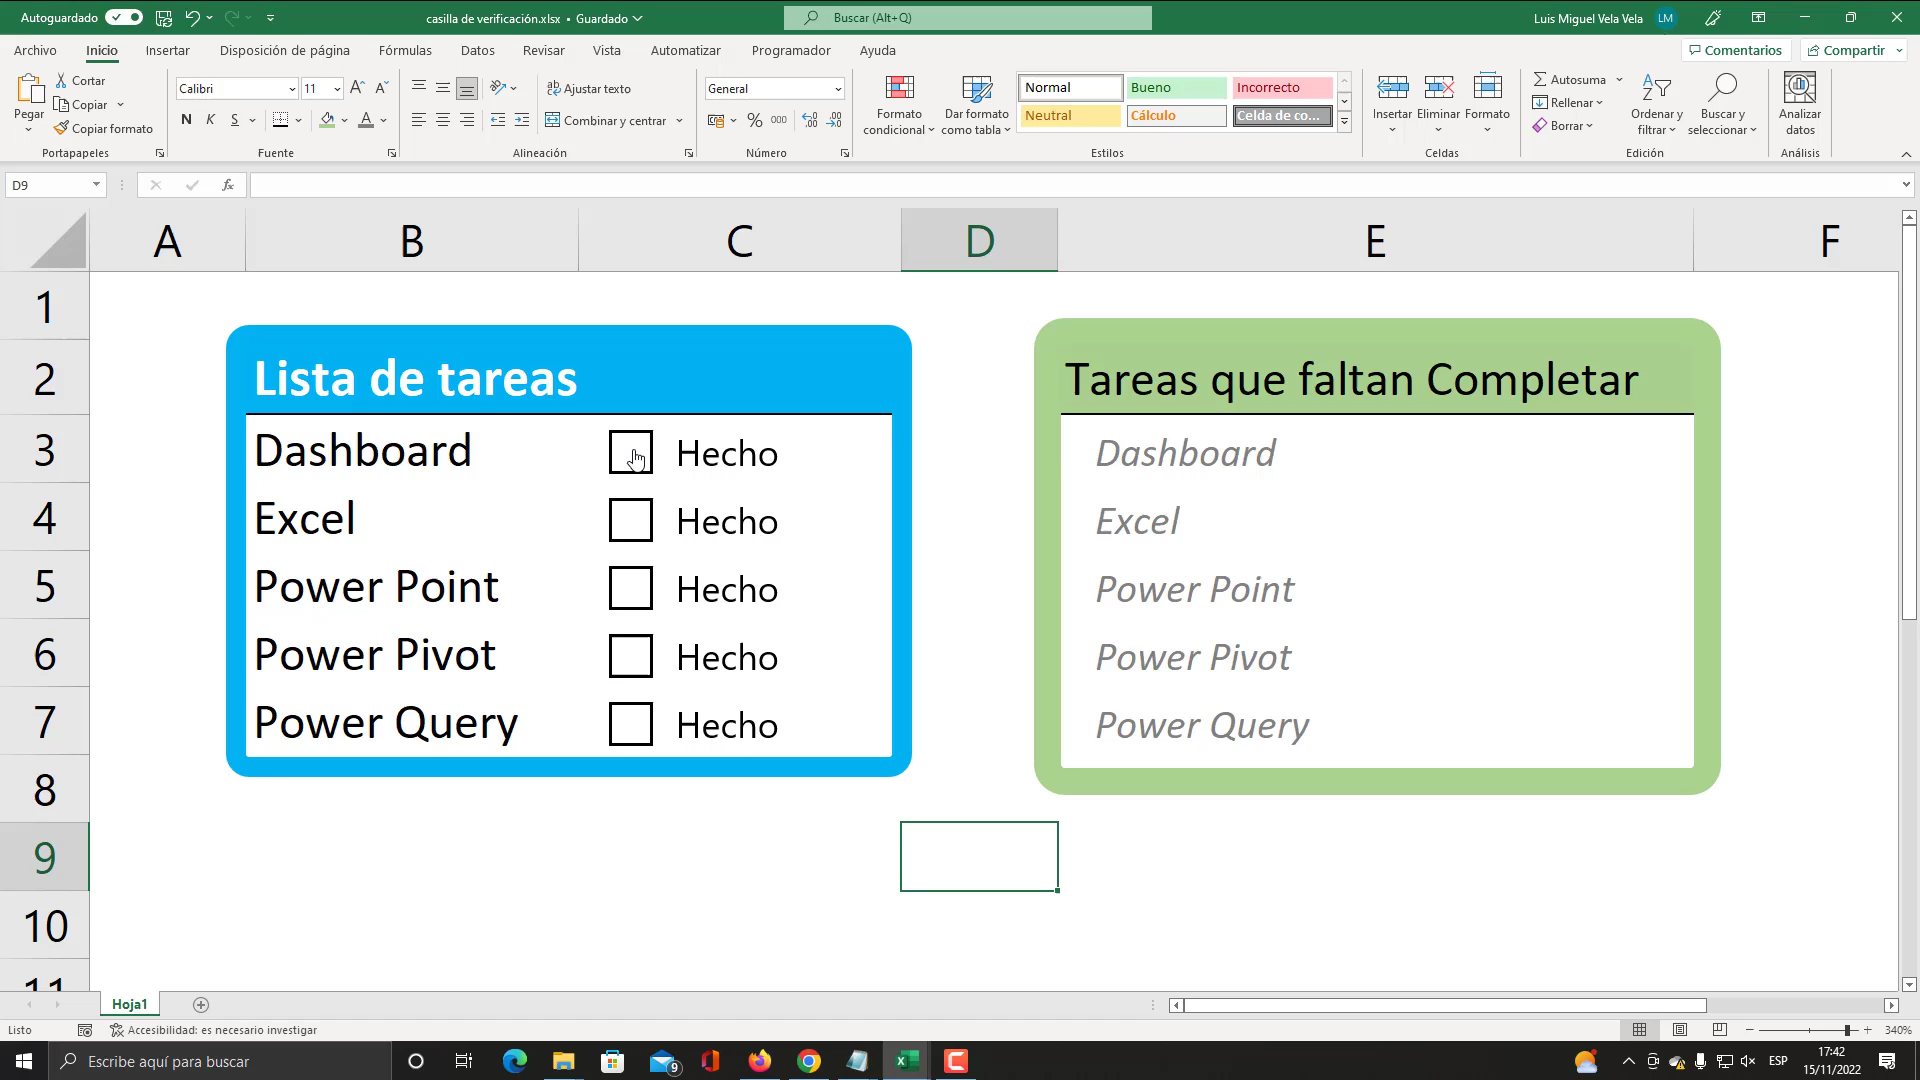 Autoguardado
casilla de verificación.xlsx • Guardado
Buscar (Alt+Q)
Luis Miguel Vela Vela
LM
Archivo Inicio Insertar Disposición de página Fórmulas Datos Revisar Vista Automatizar Programador Ayuda
Comentarios
Compartir
Pegar
Cortar
Copiar
Copiar formato
Portapapeles
Calibri 11
N K S
Fuente
Ajustar texto
Combinar y centrar
Alineación
General
% 000
Número
Formato condicional
Dar formato como tabla
Normal Bueno Incorrecto
Neutral Cálculo Celda de co...
Estilos
Insertar Eliminar Formato
Celdas
Autosuma
Rellenar
Borrar
Ordenar y filtrar
Buscar y seleccionar
Edición
Analizar datos
Análisis
D9
fx
A B C D E F
1
2 Lista de tareas Tareas que faltan Completar
3 Dashboard Hecho Dashboard
4 Excel Hecho Excel
5 Power Point Hecho Power Point
6 Power Pivot Hecho Power Pivot
7 Power Query Hecho Power Query
8
9
10
11
Hoja1
Listo
Accesibilidad: es necesario investigar
340%
Escribe aquí para buscar
9
ESP
17:42
15/11/2022